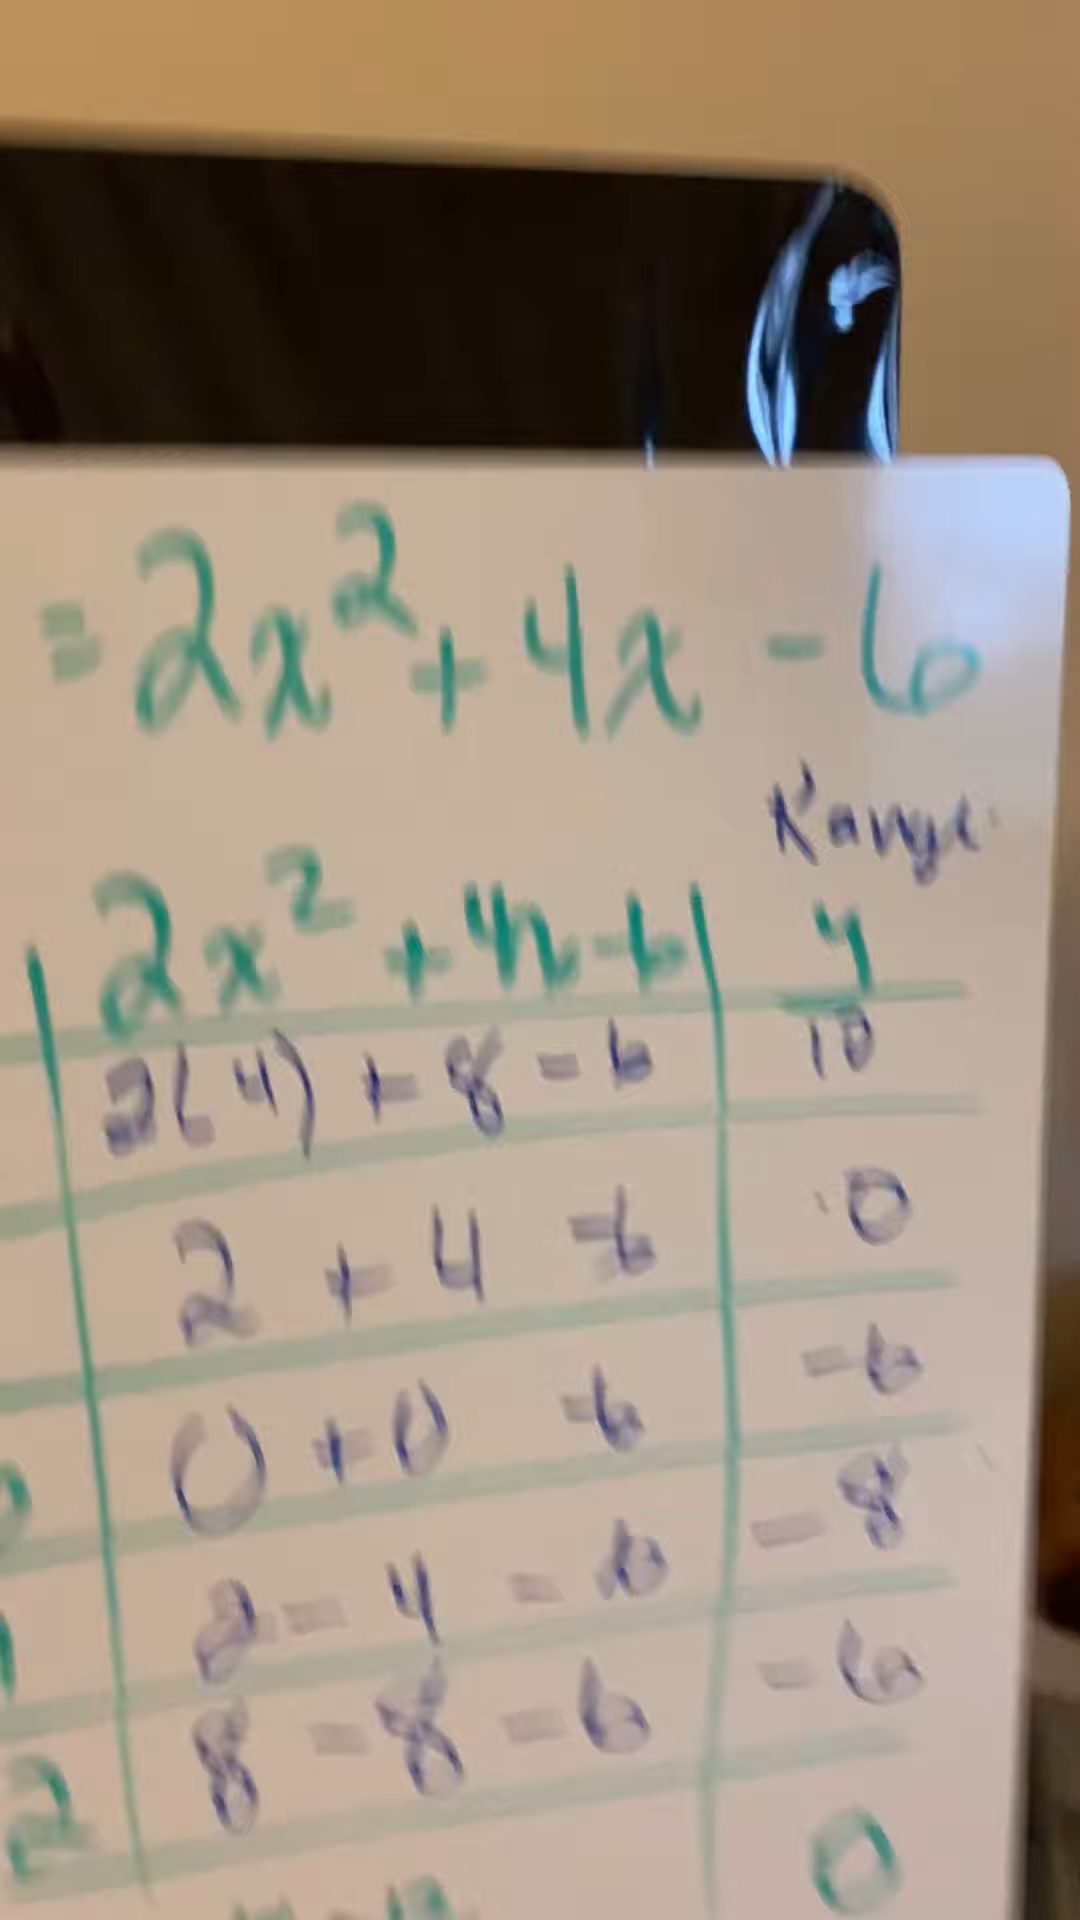 = 2x² + 4x - 6
Range
2x² + 4x - 6 | y
2(4) + 8 - 6 | 10
2 + 4 - 6 | 0
0 + 0 - 6 | -6
2 - 4 - 6 | -8
8 - 8 - 6 | -6
2
0